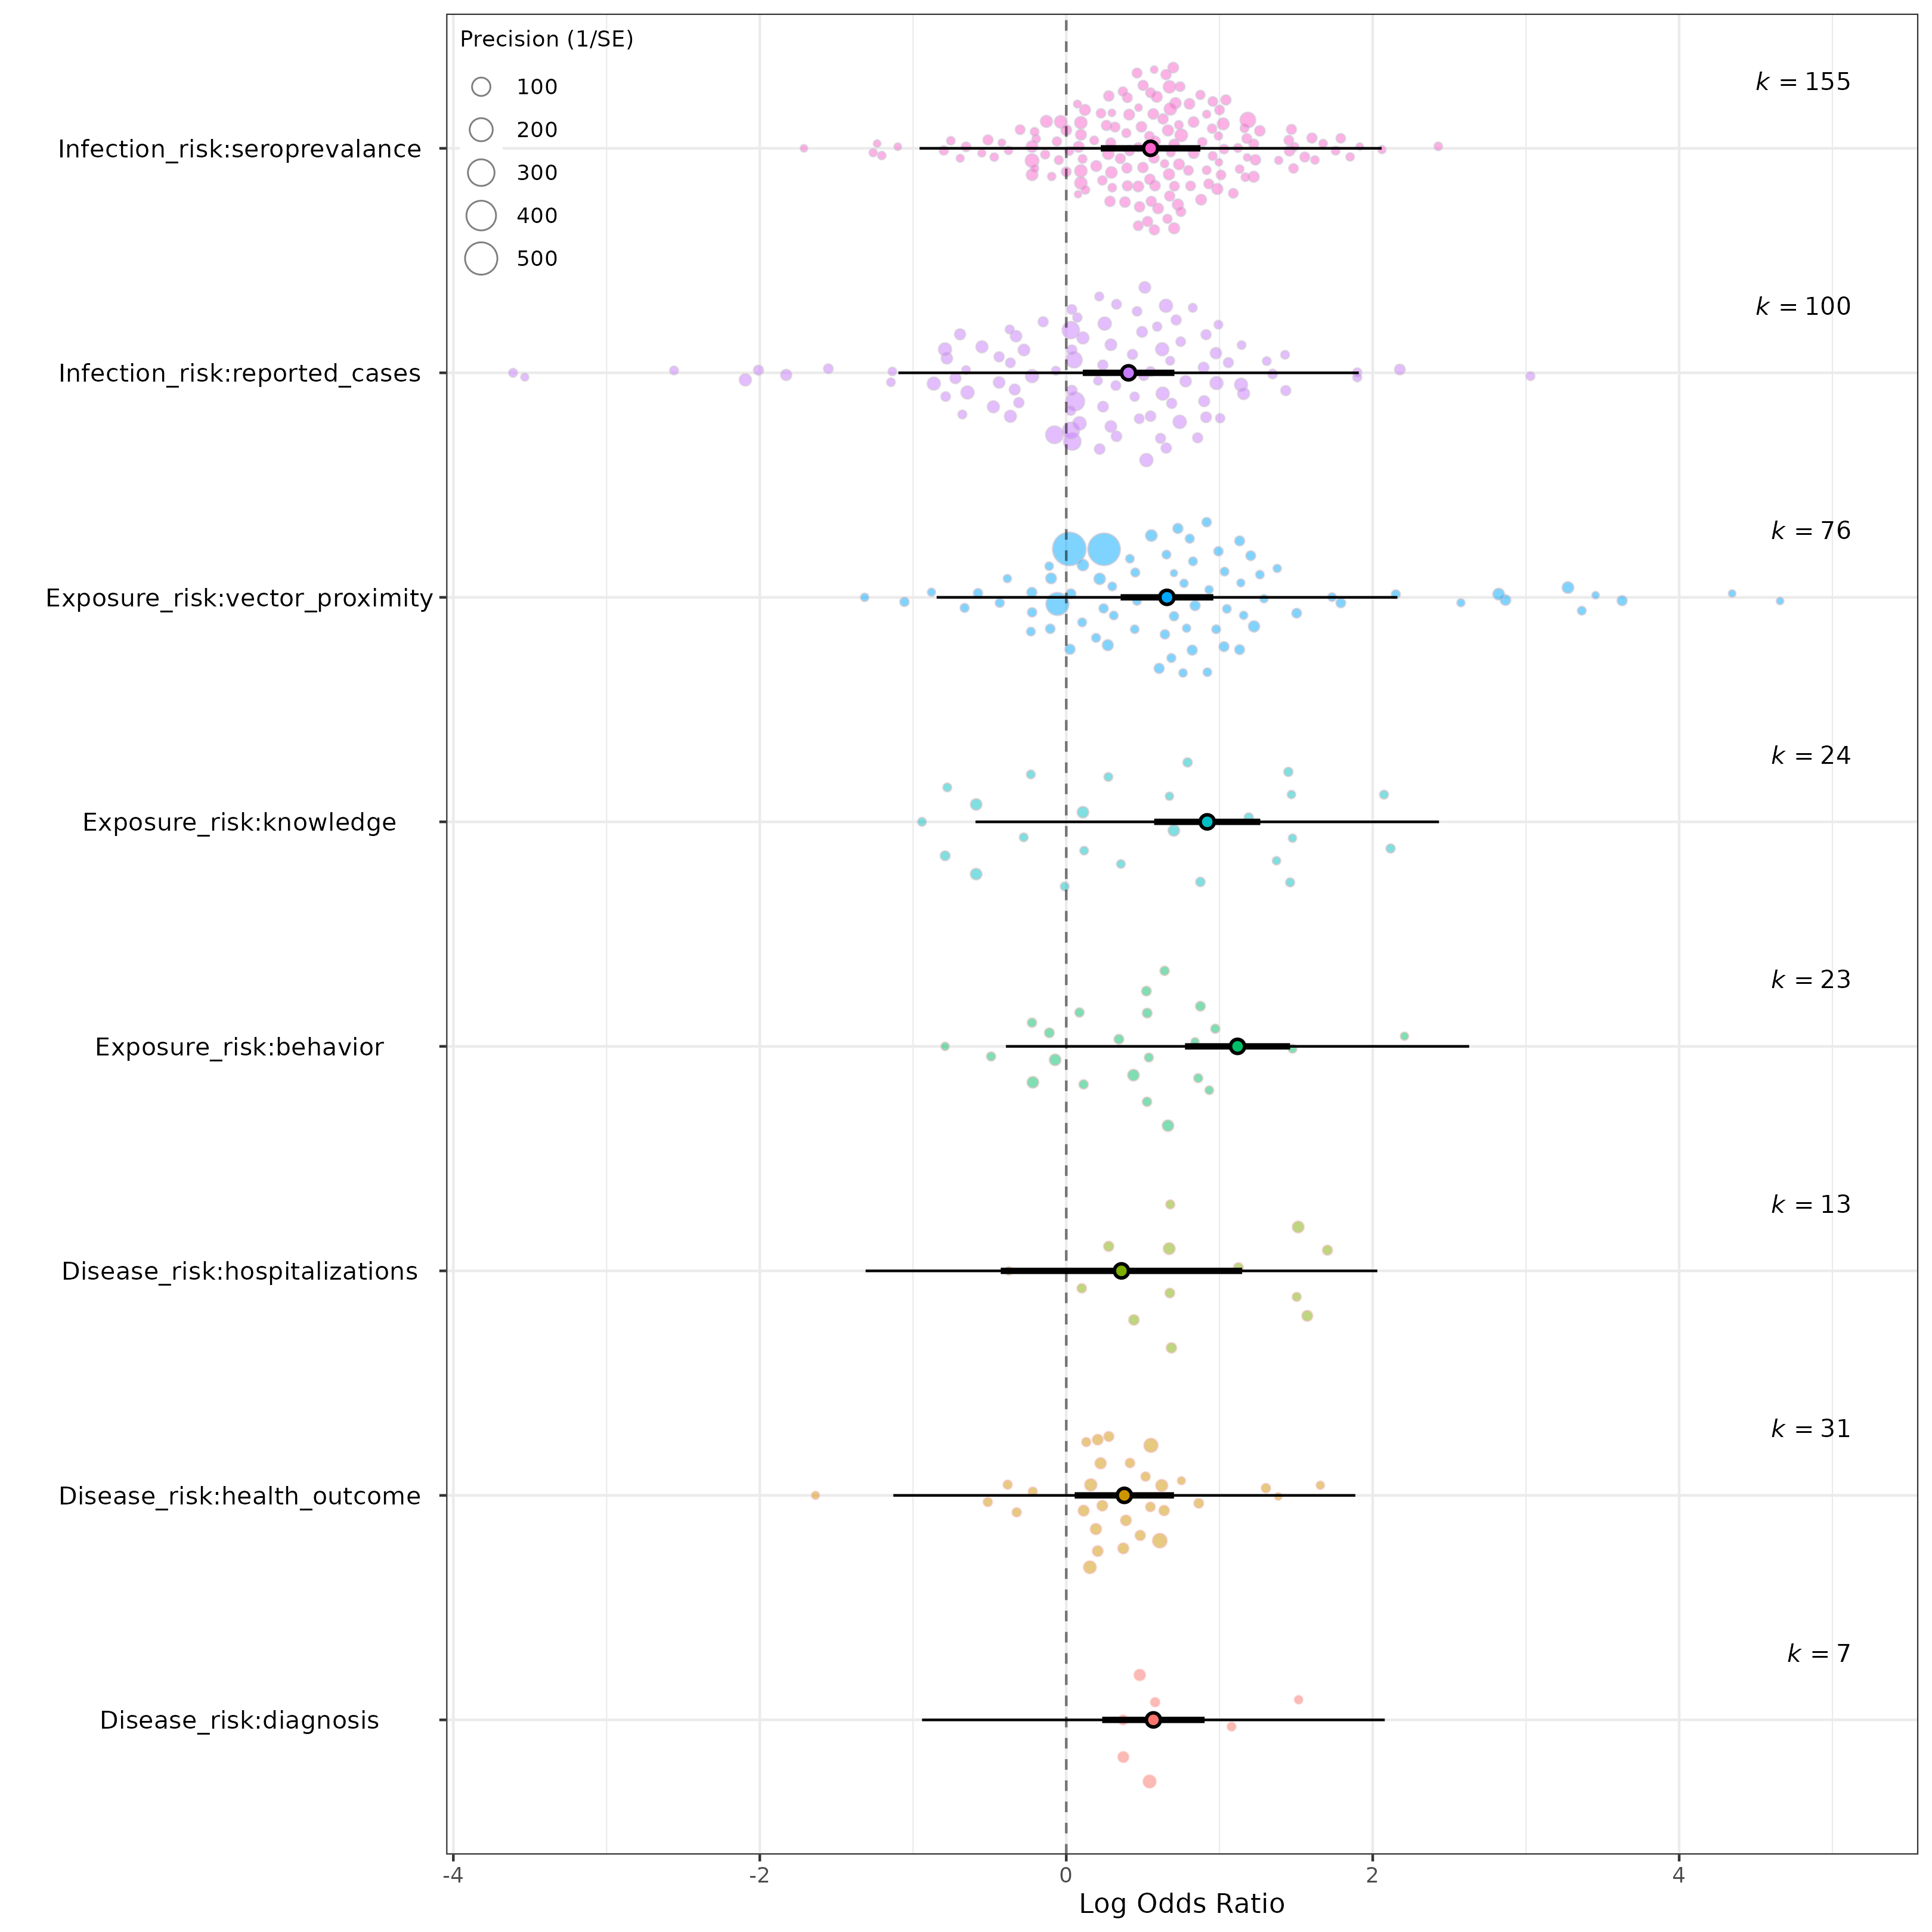 Precision (1/SE)
100
200
300
400
500
Infection_risk:seroprevalance
k = 155
Infection_risk:reported_cases
k = 100
Exposure_risk:vector_proximity
k = 76
Exposure_risk:knowledge
k = 24
Exposure_risk:behavior
k = 23
Disease_risk:hospitalizations
k = 13
Disease_risk:health_outcome
k = 31
Disease_risk:diagnosis
k = 7
-4 -2 0 2 4
Log Odds Ratio